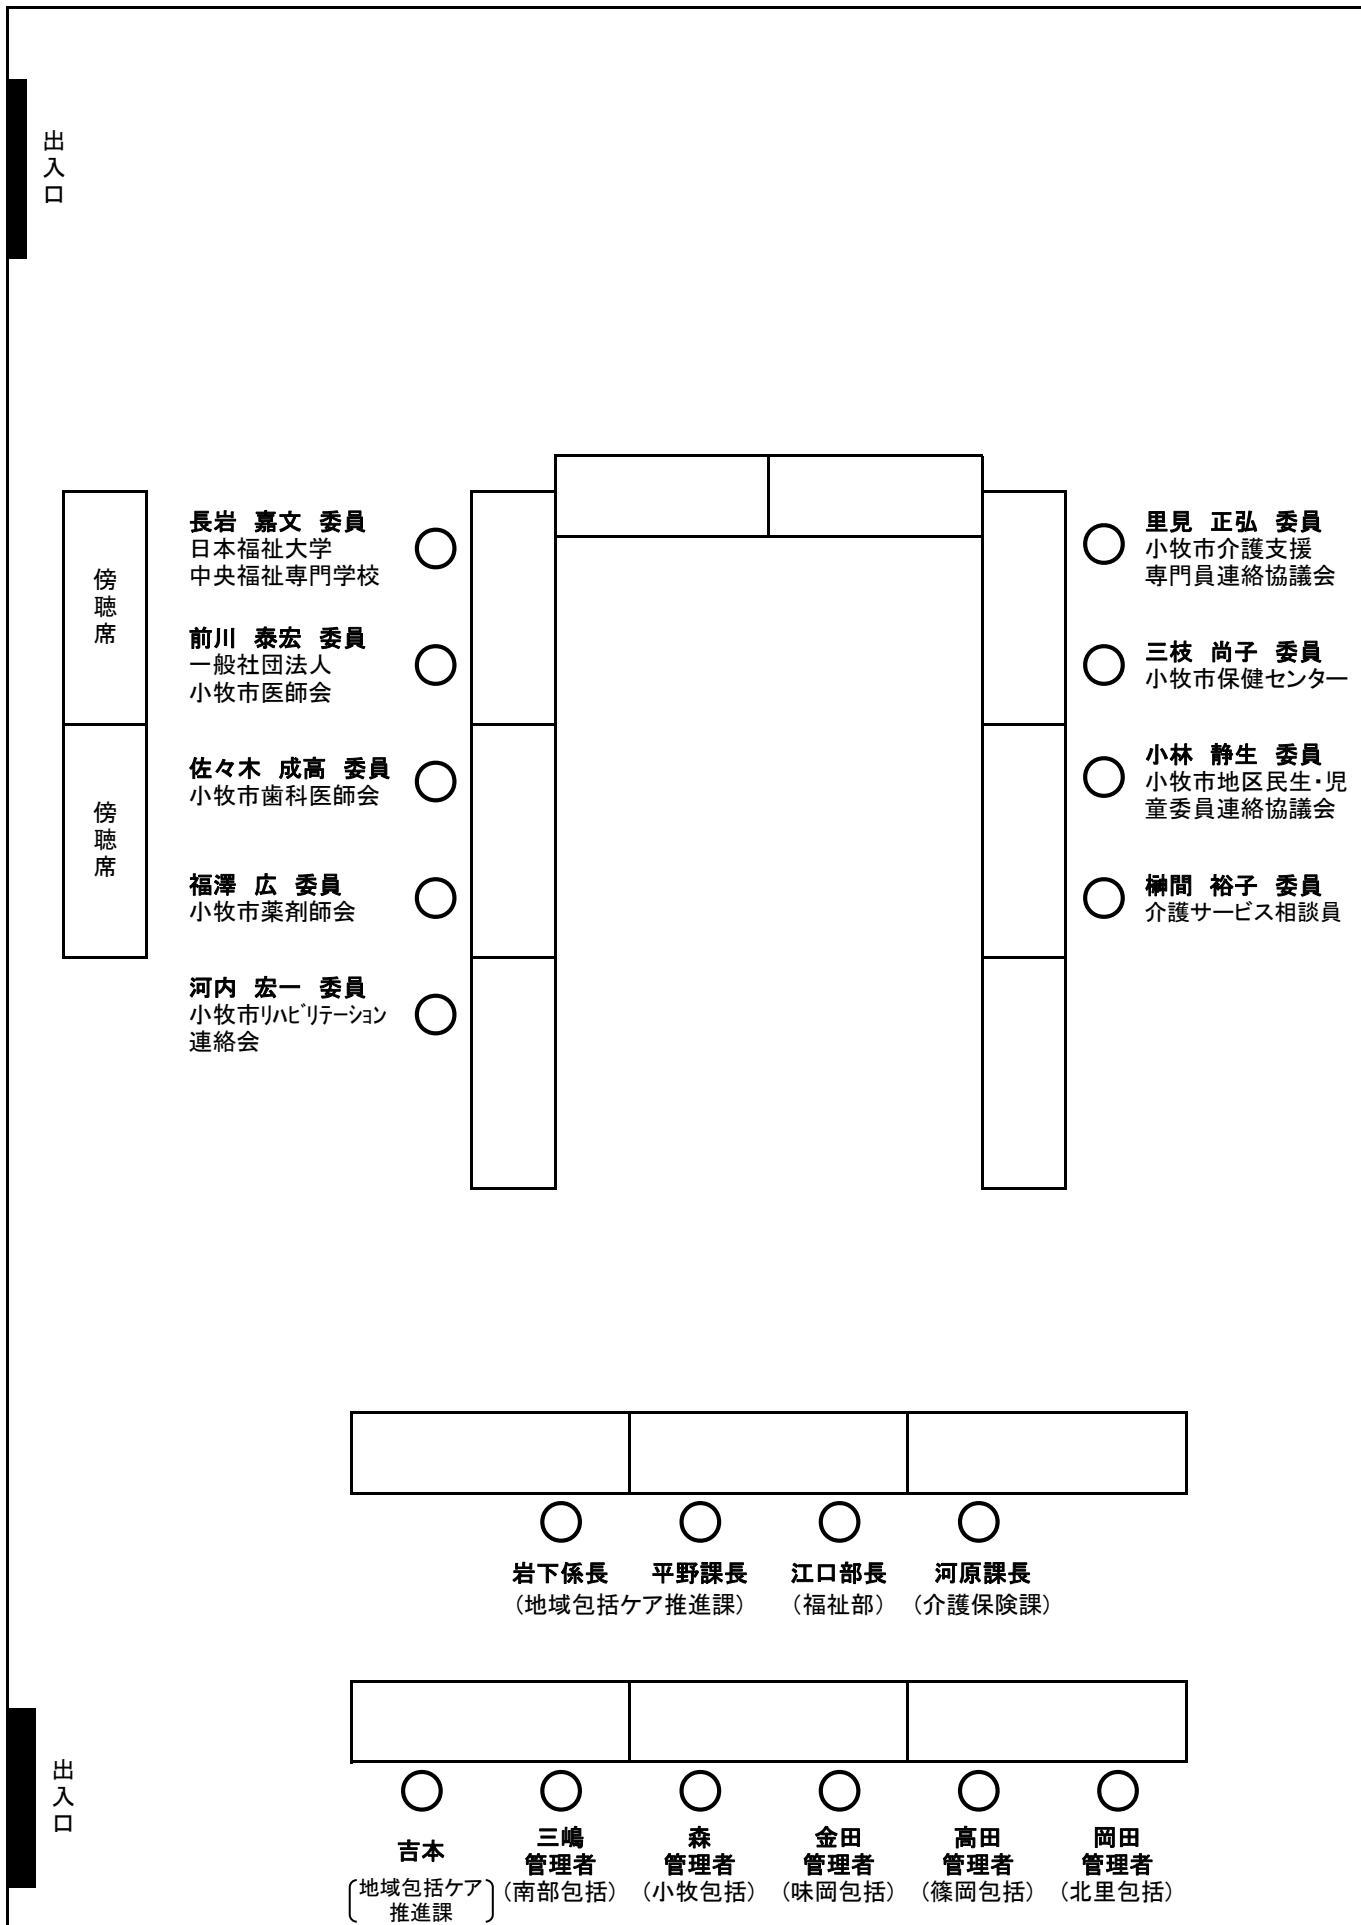 出入口
長岩 嘉文 委員
日本福祉大学
中央福祉専門学校
前川 泰宏 委員
一般社団法人
小牧市医師会
佐々木 成高 委員
小牧市歯科医師会
福澤 広 委員
小牧市薬剤師会
河内 宏一 委員
小牧市ﾘﾊﾋﾞﾘﾃｰｼｮﾝ
連絡会
傍聴席
傍聴席
里見 正弘 委員
小牧市介護支援
専門員連絡協議会
三枝 尚子 委員
小牧市保健センター
小林 静生 委員
小牧市地区民生・児
童委員連絡協議会
榊間 裕子 委員
介護サービス相談員
岩下係長 平野課長 江口部長 河原課長
（地域包括ケア推進課） （福祉部） （介護保険課）
出入口
吉本
地域包括ケア
推進課
三嶋
管理者
（南部包括）
森
管理者
（小牧包括）
金田
管理者
（味岡包括）
高田
管理者
（篠岡包括）
岡田
管理者
（北里包括）